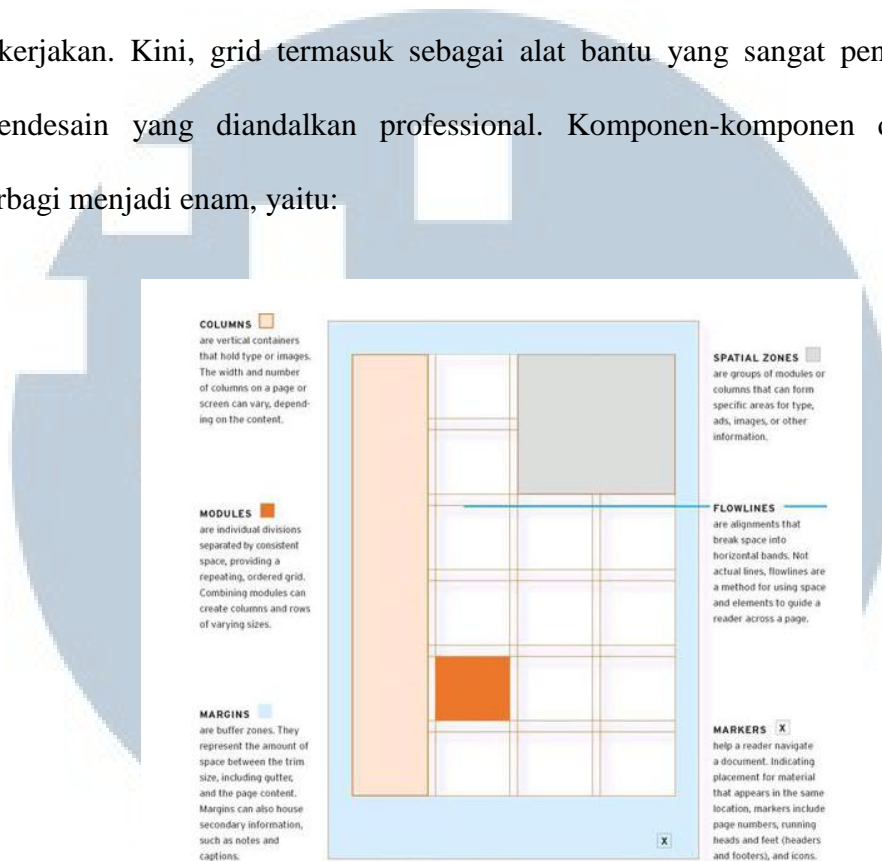 kerjakan. Kini, grid termasuk sebagai alat bantu yang sangat pen
endesain yang diandalkan professional. Komponen-komponen
rbagi menjadi enam, yaitu:
COLUMNS
are vertical containers
that hold type or images.
The width and number
of columns on a page or
screen can vary, depend-
ing on the content.
MODULES
are individual divisions
separated by consistent
space, providing a
repeating, ordered grid.
Combining modules can
create columns and rows
of varying sizes.
MARGINS
are buffer zones. They
represent the amount of
space between the trim
size, including gutter,
and the page content.
Margins can also house
secondary information,
such as notes and
captions.
SPATIAL ZONES
are groups of modules or
columns that can form
specific areas for type,
ads, images, or other
information.
FLOWLINES
are alignments that
break space into
horizontal bands. Not
actual lines, flowlines are
a method for using space
and elements to guide a
reader across a page.
MARKERS X
help a reader navigate
a document. Indicating
placement for material
that appears in the same
location, markers include
page numbers, running
heads and feet (headers
and footers), and icons.
X